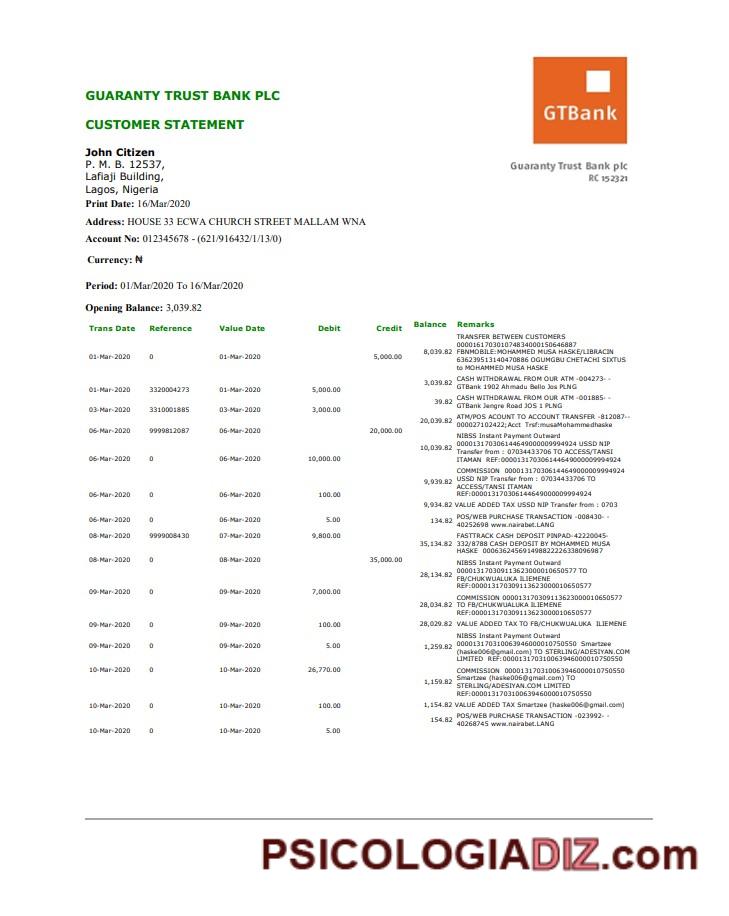 GTBank
Guaranty Trust Bank plc
RC 152321
GUARANTY TRUST BANK PLC
CUSTOMER STATEMENT
John Citizen
P. M. B. 12537,
Lafiaji Building,
Lagos, Nigeria
Print Date: 16/Mar/2020
Address: HOUSE 33 ECWA CHURCH STREET MALLAM WNA
Account No: 012345678 - (621/916432/1/13/0)
Currency: ₦
Period: 01/Mar/2020 To 16/Mar/2020
Opening Balance: 3,039.82
Trans Date Reference Value Date Debit Credit Balance Remarks
TRANSFER BETWEEN CUSTOMERS
000016170301074834000150646887
01-Mar-2020 0 01-Mar-2020 5,000.00 8,039.82 FBNMOBILE:MOHAMMED MUSA HASKE/LIBRACIN
636239513140470886 OGUMGBU CHETACHI SIXTUS
to MOHAMMED MUSA HASKE
01-Mar-2020 3320004273 01-Mar-2020 5,000.00 3,039.82 CASH WITHDRAWAL FROM OUR ATM -004273- -
GTBank 1902 Ahmadu Bello Jos PLNG
03-Mar-2020 3310001885 03-Mar-2020 3,000.00 39.82 CASH WITHDRAWAL FROM OUR ATM -001885- -
GTBank Jengre Road JOS 1 PLNG
06-Mar-2020 9999812087 06-Mar-2020 20,000.00 20,039.82 ATM/POS ACOUNT TO ACCOUNT TRANSFER -812087--
000027102422;Acct Trsf:musaMohammedhaske
NIBSS Instant Payment Outward
06-Mar-2020 0 06-Mar-2020 10,000.00 10,039.82 000013170306144649000009994924 USSD NIP
Transfer from : 07034433706 TO ACCESS/TANSI
ITAMAN REF:000013170306144649000009994924
COMMISSION 000013170306144649000009994924
06-Mar-2020 0 06-Mar-2020 100.00 9,939.82 USSD NIP Transfer from : 07034433706 TO
ACCESS/TANSI ITAMAN
REF:000013170306144649000009994924
06-Mar-2020 0 06-Mar-2020 5.00 9,934.82 VALUE ADDED TAX USSD NIP Transfer from : 0703
08-Mar-2020 9999008430 07-Mar-2020 9,800.00 134.82 POS/WEB PURCHASE TRANSACTION -008430- -
40252698 www.nairabet.LANG
08-Mar-2020 0 08-Mar-2020 35,000.00 35,134.82 FASTTRACK CASH DEPOSIT PINPAD-42220045-
332/8788 CASH DEPOSIT BY MOHAMMED MUSA
HASKE 000636245691498822226338096987
NIBSS Instant Payment Outward
09-Mar-2020 0 09-Mar-2020 7,000.00 28,134.82 000013170309113623000010650577 TO
FB/CHUKWUALUKA ILIEMENE
REF:000013170309113623000010650577
09-Mar-2020 0 09-Mar-2020 100.00 28,034.82 COMMISSION 000013170309113623000010650577
TO FB/CHUKWUALUKA ILIEMENE
REF:000013170309113623000010650577
09-Mar-2020 0 09-Mar-2020 5.00 28,029.82 VALUE ADDED TAX TO FB/CHUKWUALUKA ILIEMENE
NIBSS Instant Payment Outward
10-Mar-2020 0 10-Mar-2020 26,770.00 1,259.82 000013170310063946000010750550 Smartzee
(haske006@gmail.com) TO STERLING/ADESIYAN.COM
LIMITED REF:000013170310063946000010750550
COMMISSION 000013170310063946000010750550
10-Mar-2020 0 10-Mar-2020 100.00 1,159.82 Smartzee (haske006@gmail.com) TO
STERLING/ADESIYAN.COM LIMITED
REF:000013170310063946000010750550
10-Mar-2020 0 10-Mar-2020 5.00 1,154.82 VALUE ADDED TAX Smartzee (haske006@gmail.com)
154.82 POS/WEB PURCHASE TRANSACTION -023992- -
40268745 www.nairabet.LANG
PSICOLOGIADIZ.com